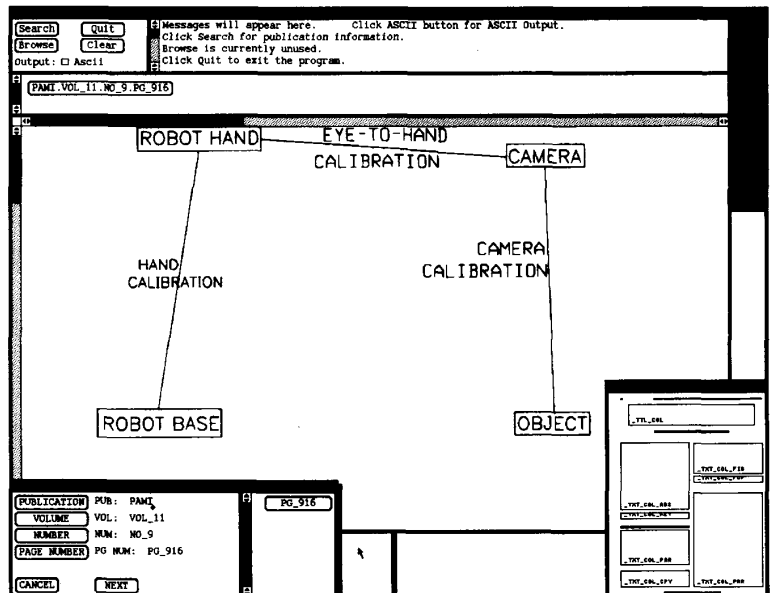 Search Quit
Browse Clear
Output: Ascii
Messages will appear here. Click ASCII button for ASCII Output.
Click Search for publication information.
Browse is currently unused.
Click Quit to exit the program.
PAMI.VOL_11.NO_9.PG_916
ROBOT HAND
EYE-TO-HAND
CALIBRATION
CAMERA
HAND
CALIBRATION
CAMERA
CALIBRATION
ROBOT BASE
OBJECT
PUBLICATION PUB: PAMI
VOLUME VOL: VOL_11
NUMBER NUM: NO_9
PAGE NUMBER PG NUM: PG_916
CANCEL NEXT
PG_916
_TTL_COL
_TXT_COL_FIG
_TXT_COL_ABS
_TXT_COL_PAR
_TXT_COL_CPY
_TXT_COL_PAR